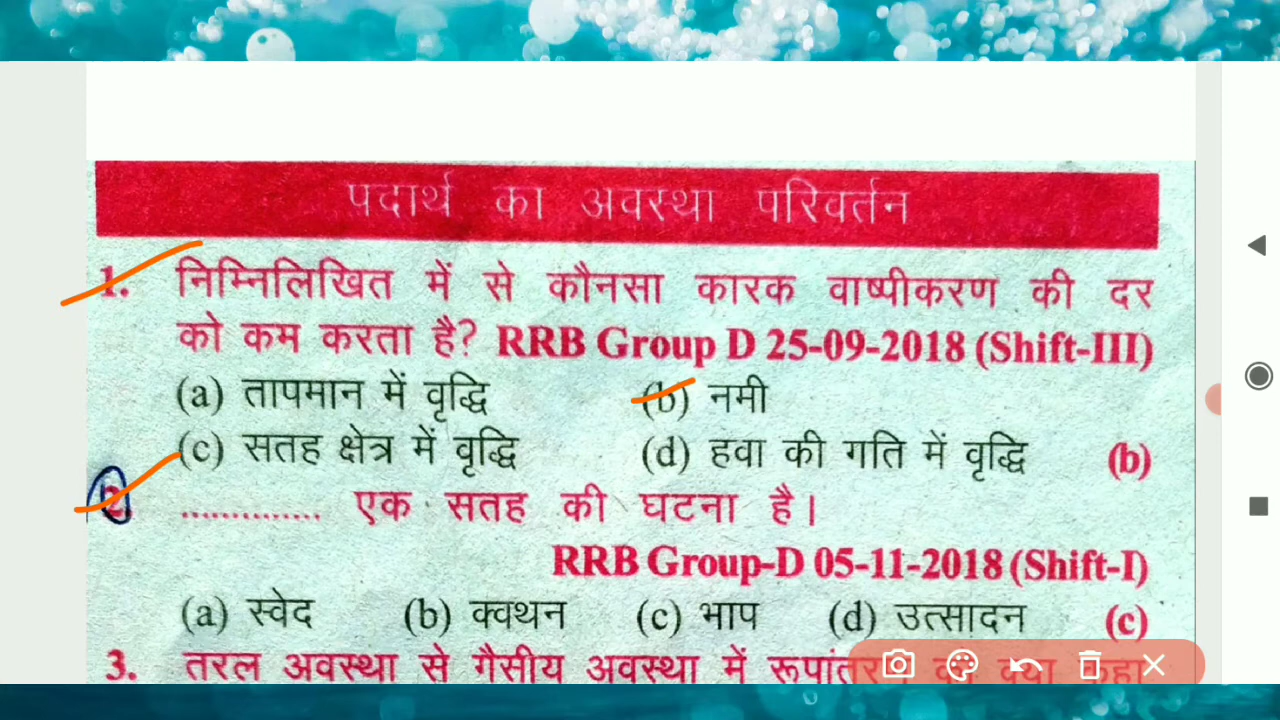 पदार्थ का अवस्था परिवर्तन
1. निम्निलिखित में से कौनसा कारक वाष्पीकरण की दर
को कम करता है? RRB Group D 25-09-2018 (Shift-III)
(a) तापमान में वृद्धि (b) नमी
(c) सतह क्षेत्र में वृद्धि (d) हवा की गति में वृद्धि (b)
2. .............. एक सतह की घटना है।
RRB Group-D 05-11-2018 (Shift-I)
(a) स्वेद (b) क्वथन (c) भाप (d) उत्सादन (c)
3. तरल अवस्था से गैसीय अवस्था में